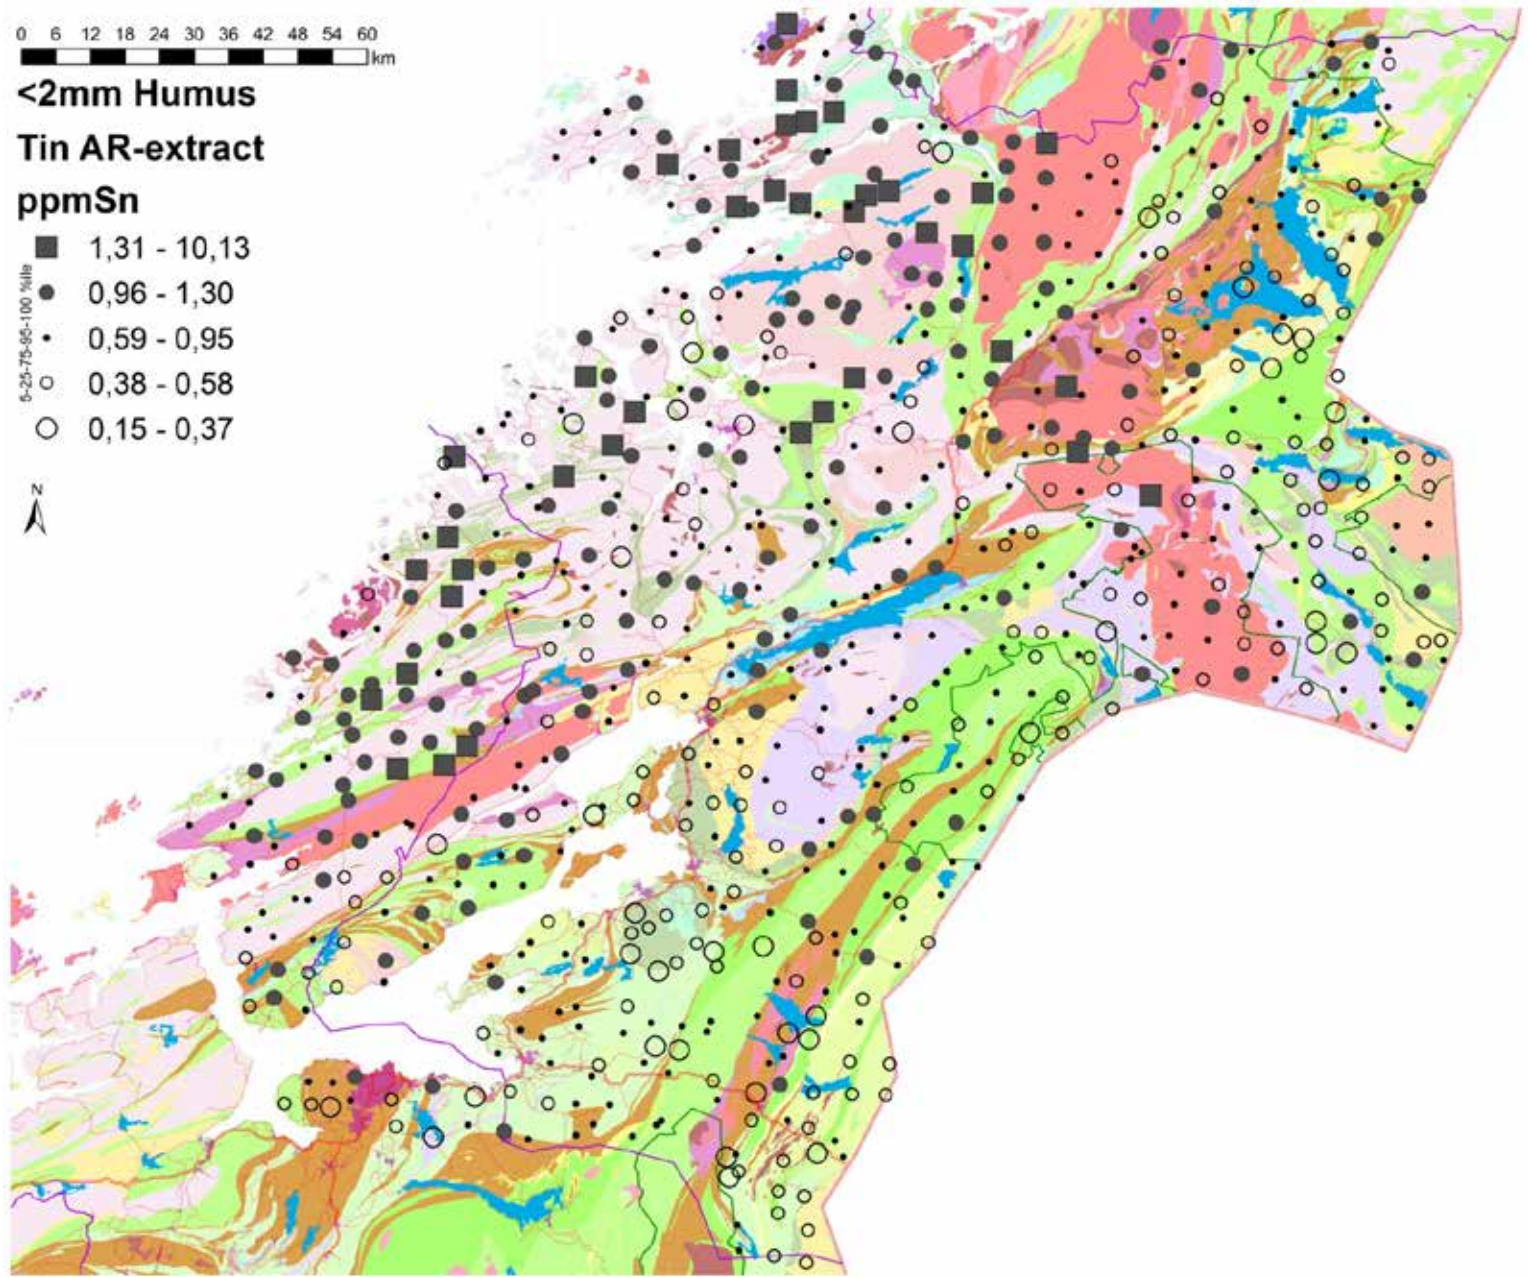 0 6 12 18 24 30 36 42 48 54 60
km
<2mm Humus
Tin AR-extract
ppmSn
1,31 - 10,13
0,96 - 1,30
0,59 - 0,95
0,38 - 0,58
0,15 - 0,37
5-25-75-95-100 %ile
N